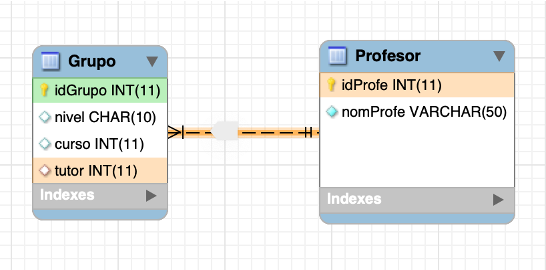 Grupo
idGrupo INT(11)
nivel CHAR(10)
curso INT(11)
tutor INT(11)
Indexes
Profesor
idProfe INT(11)
nomProfe VARCHAR(50)
Indexes